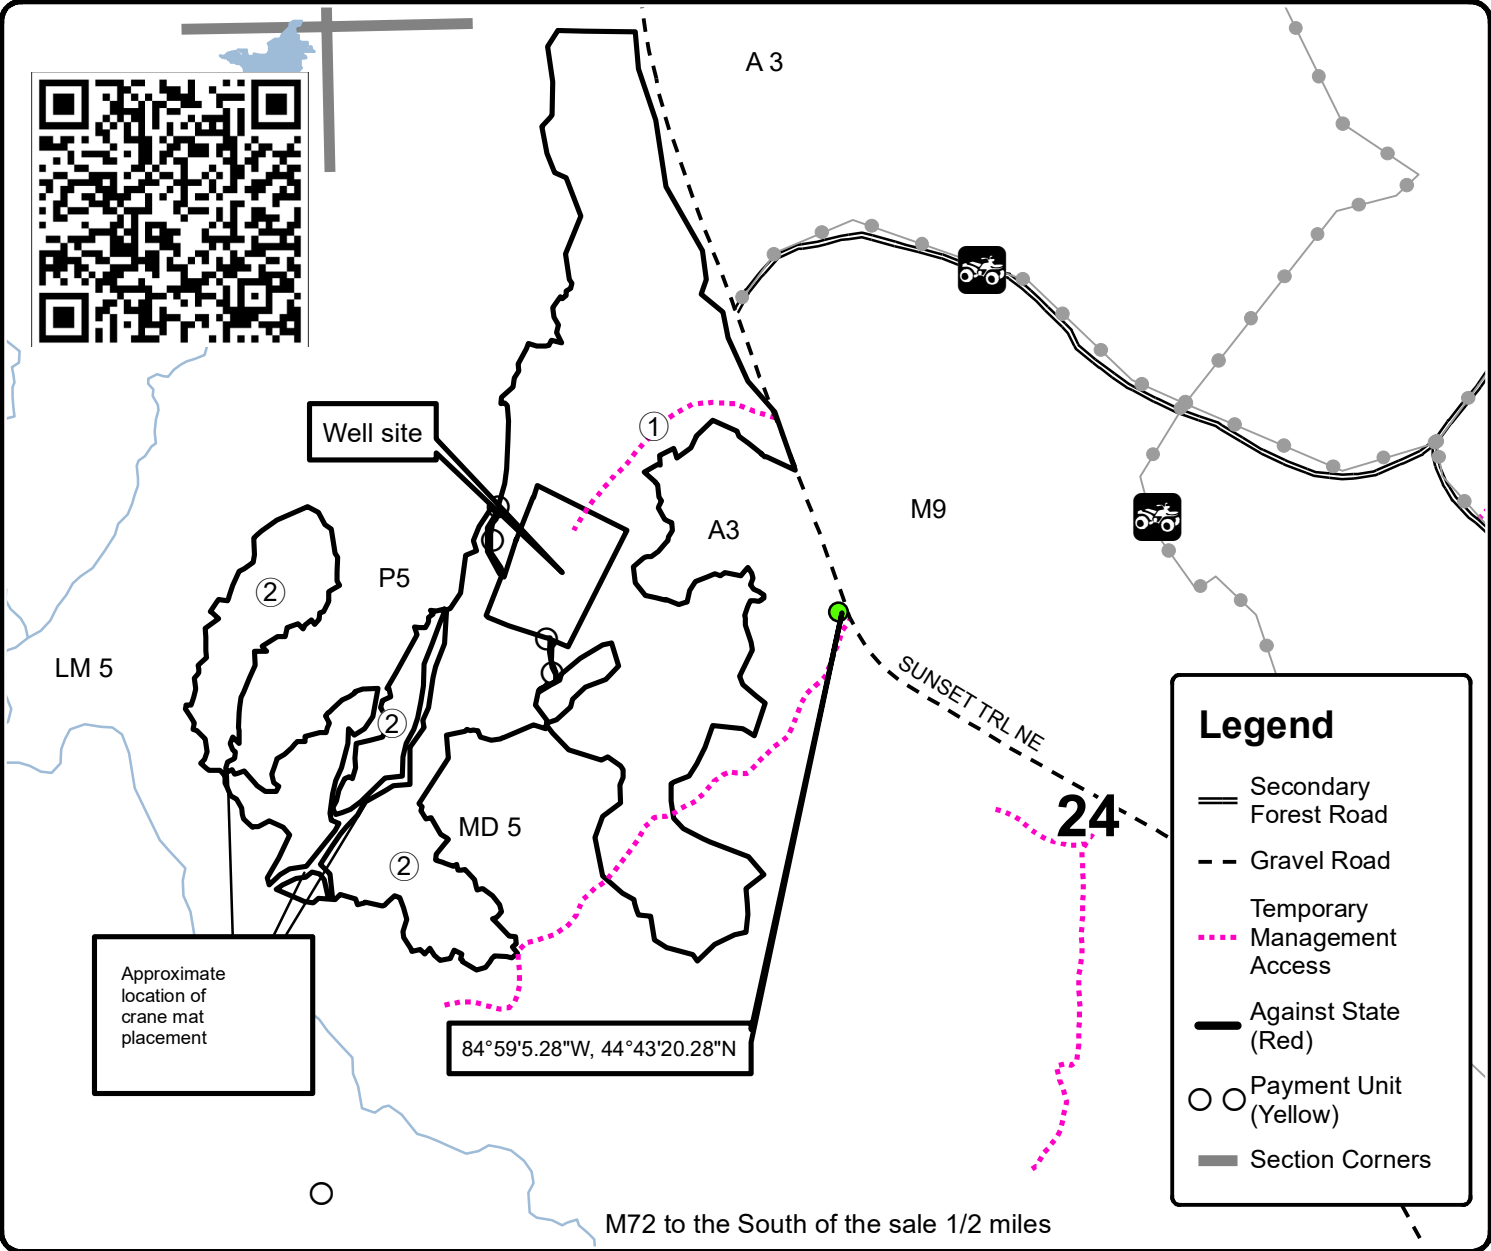 A 3
Well site
1
A3
M9
2
P5
LM 5
2
SUNSET TRL NE
MD 5
2
24
Approximate
location of
crane mat
placement
84°59'5.28"W, 44°43'20.28"N
M72 to the South of the sale 1/2 miles
Legend
Secondary
Forest Road
Gravel Road
Temporary
Management
Access
Against State
(Red)
Payment Unit
(Yellow)
Section Corners